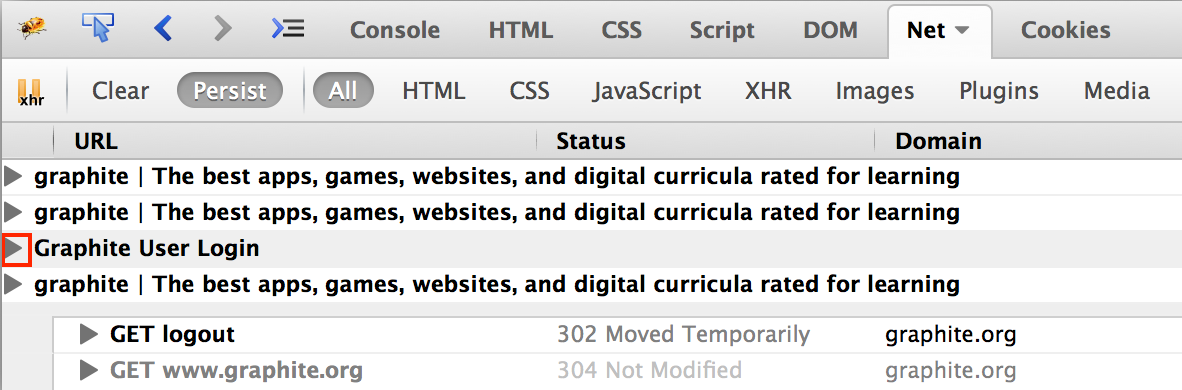 Console HTML CSS Script DOM Net Cookies
xhr Clear Persist All HTML CSS JavaScript XHR Images Plugins Media
URL Status Domain
graphite | The best apps, games, websites, and digital curricula rated for learning
graphite | The best apps, games, websites, and digital curricula rated for learning
Graphite User Login
graphite | The best apps, games, websites, and digital curricula rated for learning
GET logout 302 Moved Temporarily graphite.org
GET www.graphite.org 304 Not Modified graphite.org